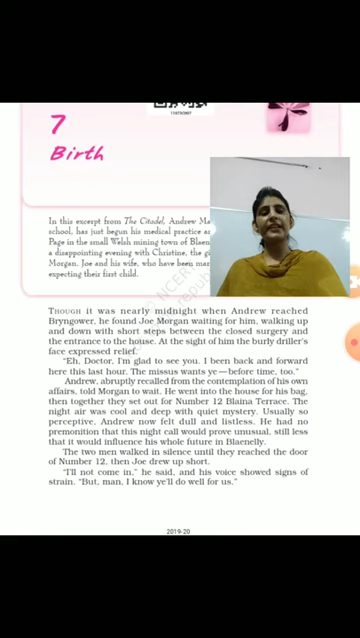 7
Birth
In this excerpt from The Citadel, Andrew
school, has just begun his medical practice as
Page in the small Welsh mining town of
a disappointing evening with Christine, the
Morgan. Joe and his wife, who have been
expecting their first child.
© NCERT
THOUGH it was nearly midnight when Andrew reached
Bryngower, he found Joe Morgan waiting for him, walking up
and down with short steps between the closed surgery and
the entrance to the house. At the sight of him the burly driller's
face expressed relief.
"Eh, Doctor, I'm glad to see you. I been back and forward
here this last hour. The missus wants ye — before time, too."
Andrew, abruptly recalled from the contemplation of his own
affairs, told Morgan to wait. He went into the house for his bag,
then together they set out for Number 12 Blaina Terrace. The
night air was cool and deep with quiet mystery. Usually so
perceptive, Andrew now felt dull and listless. He had no
premonition that this night call would prove unusual, still less
that it would influence his whole future in Blaenelly.
The two men walked in silence until they reached the door
of Number 12, then Joe drew up short.
"I'll not come in," he said, and his voice showed signs of
strain. "But, man, I know ye'll do well for us."
2019-20